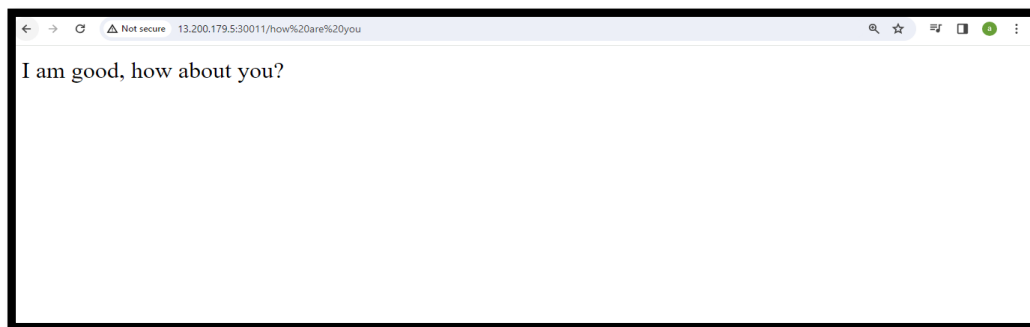 Not secure 13.200.179.5:30011/how%20are%20you
a
I am good, how about you?